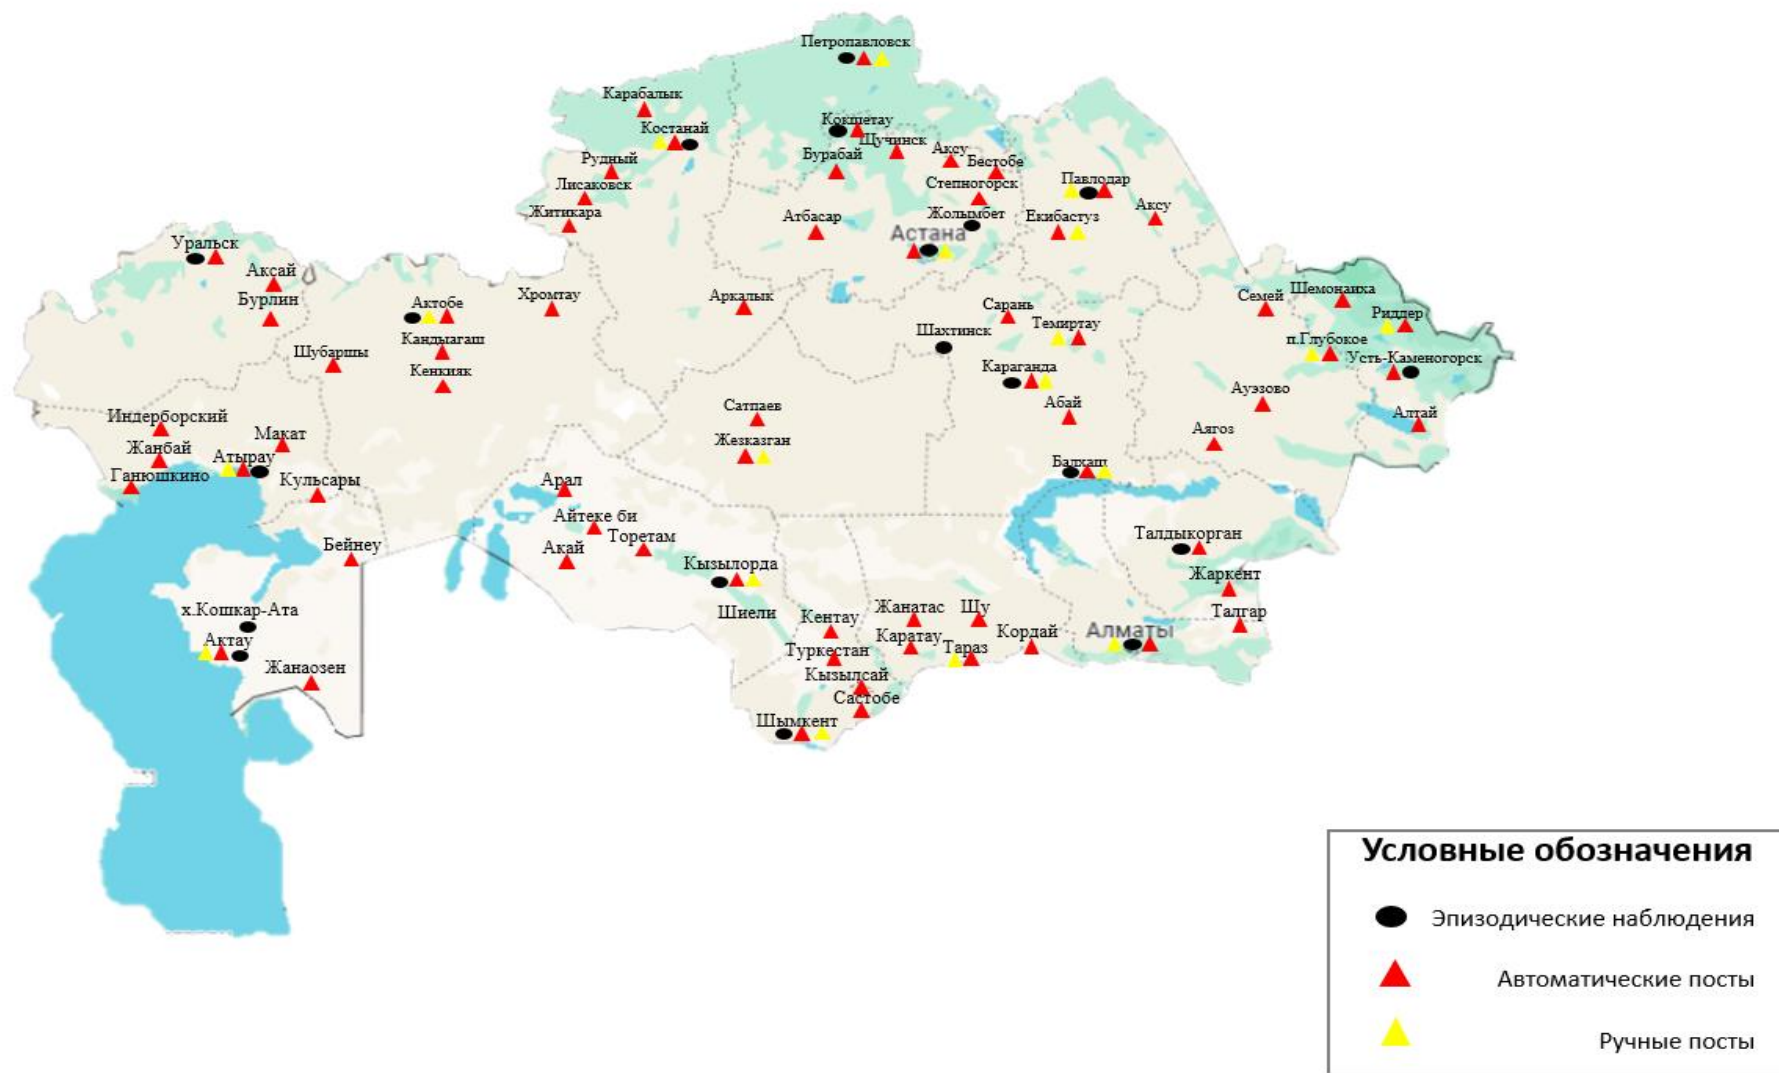 Петропавловск
Карабалык
Костанай
Кокшетау
Щучинск
Рудный
Бурабай
Аксу
Бестобе
Лисаковск
Степногорск
Павлодар
Житикара
Атбасар
Жолымбет
Екибастуз
Аксу
Астана
Уральск
Аксай
Бурлин
Актобе
Хромтау
Аркалык
Сарань
Семей
Шемонаиха
Риддер
Темиртау
Шахтинск
п.Глубокое
Кандыагаш
Шубаршы
Усть-Каменогорск
Кенкияк
Караганда
Ауэзово
Абай
Сатпаев
Алтай
Индерборский
Макат
Аягоз
Жанбай
Атырау
Жезказган
Ганюшкино
Кульсары
Балхаш
Арал
Айтеке би
Торетам
Акай
Бейнеу
Талдыкорган
Кызылорда
Жаркент
х.Кошкар-Ата
Шиели
Кентау
Жанатас
Шу
Талгар
Актау
Каратау
Тараз
Кордай
Алматы
Туркестан
Жанаозен
Кызылсай
Састобе
Шымкент
Условные обозначения
Эпизодические наблюдения
Автоматические посты
Ручные посты